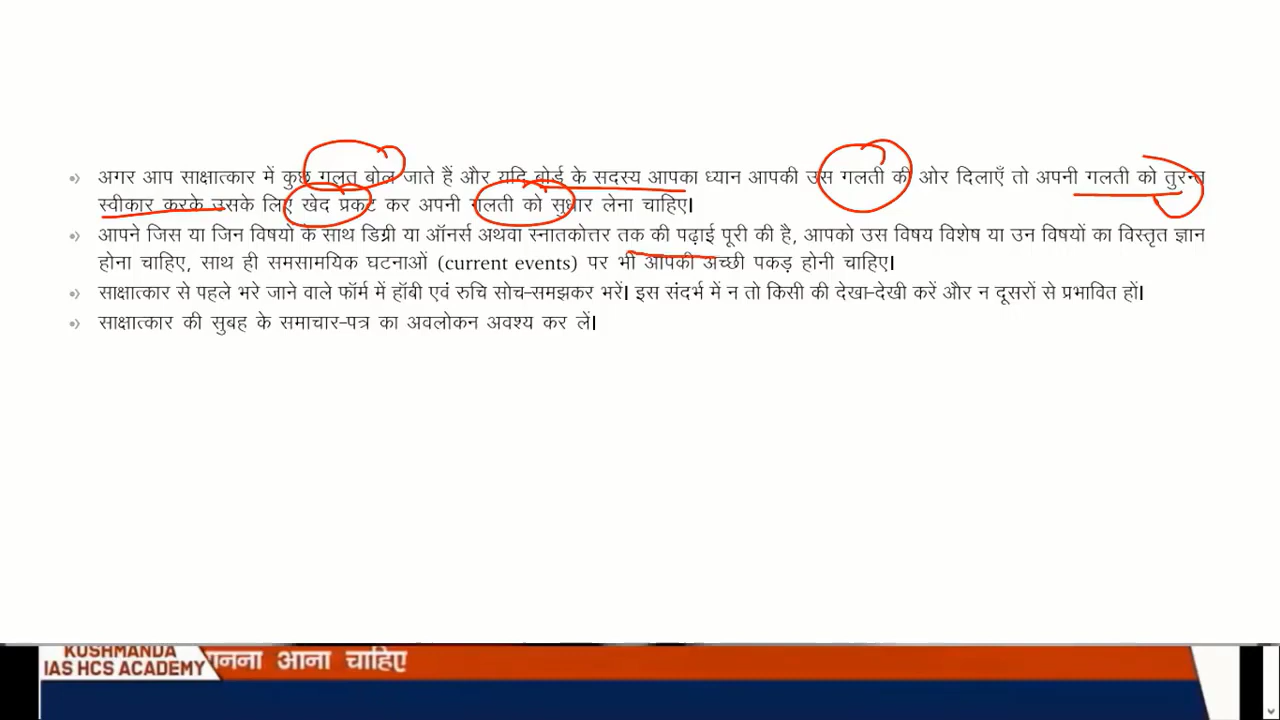 अगर आप साक्षात्कार में कुछ गलत बोल जाते हैं और यदि बोर्ड के सदस्य आपका ध्यान आपकी उस गलती की ओर दिलाएँ तो अपनी गलती को तुरन्त
स्वीकार करके उसके लिए खेद प्रकट कर अपनी गलती को सुधार लेना चाहिए।
आपने जिस या जिन विषयों के साथ डिग्री या ऑनर्स अथवा स्नातकोत्तर तक की पढ़ाई पूरी की है, आपको उस विषय विशेष या उन विषयों का विस्तृत ज्ञान
होना चाहिए, साथ ही समसामयिक घटनाओं (current events) पर भी आपकी अच्छी पकड़ होनी चाहिए।
साक्षात्कार से पहले भरे जाने वाले फॉर्म में हॉबी एवं रुचि सोच-समझकर भरें। इस संदर्भ में न तो किसी की देखा-देखी करें और न दूसरों से प्रभावित हों।
साक्षात्कार की सुबह के समाचार-पत्र का अवलोकन अवश्य कर लें।
KUSHMANDA
IAS HCS ACADEMY
आना चाहिए